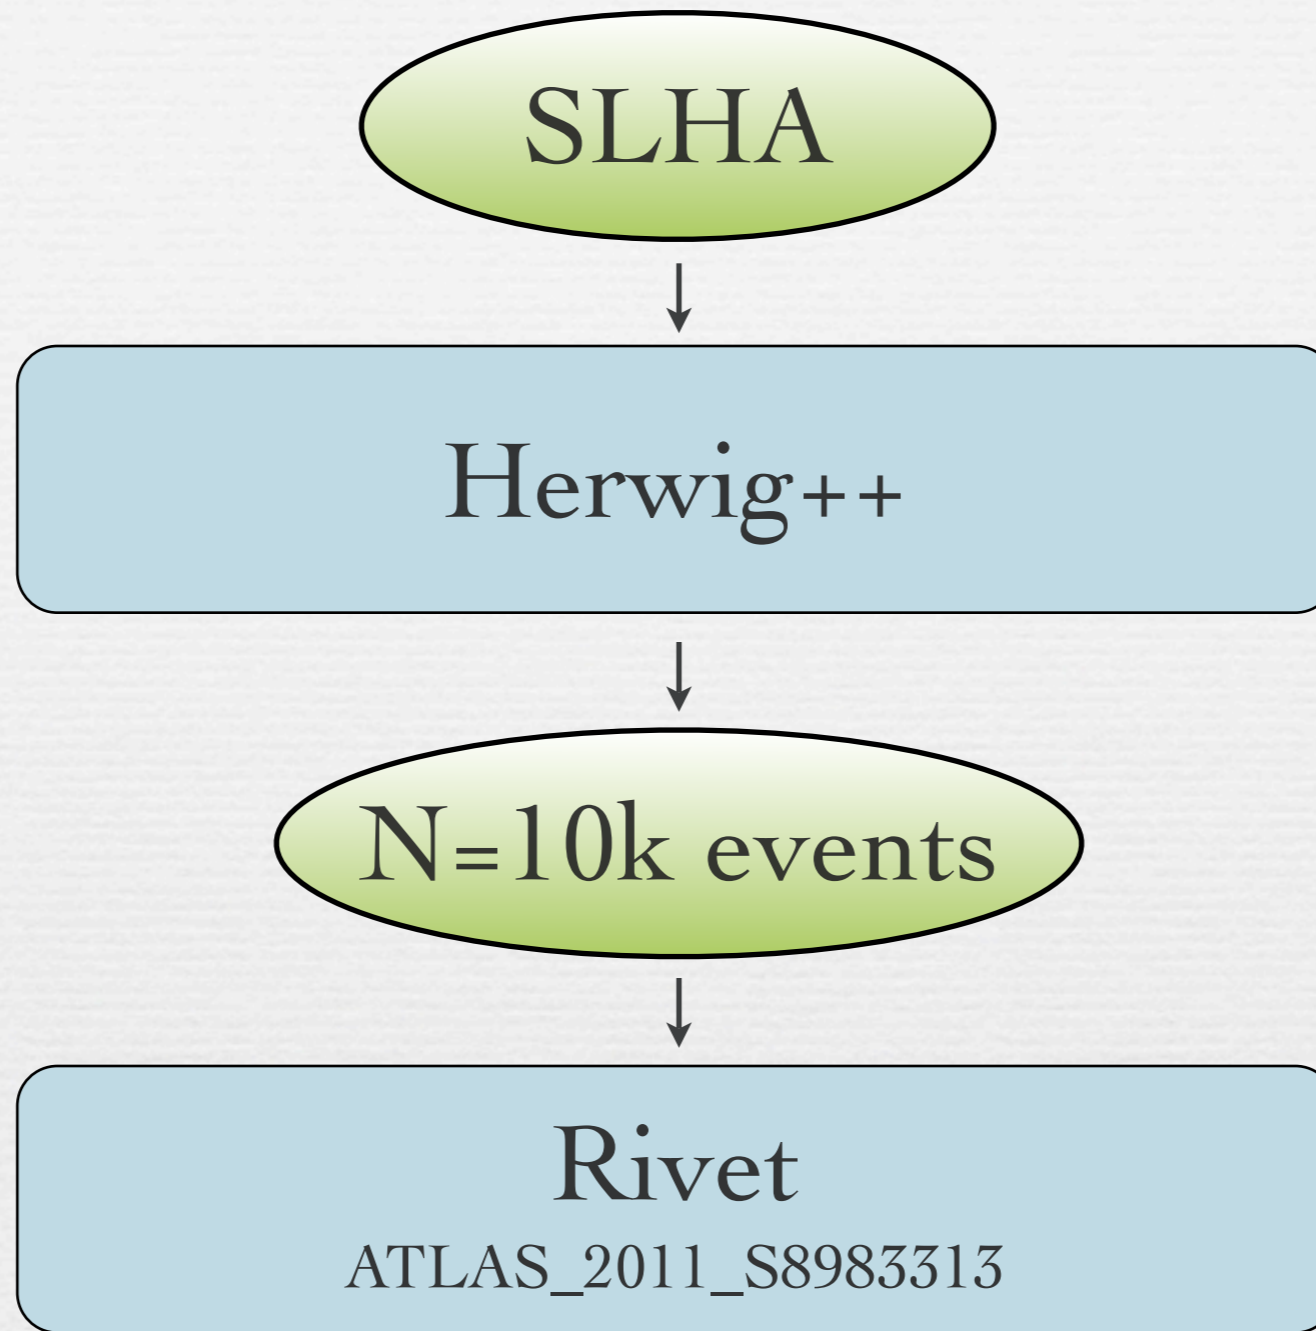 SLHA
Herwig++
N=10k events
Rivet
ATLAS_2011_S8983313